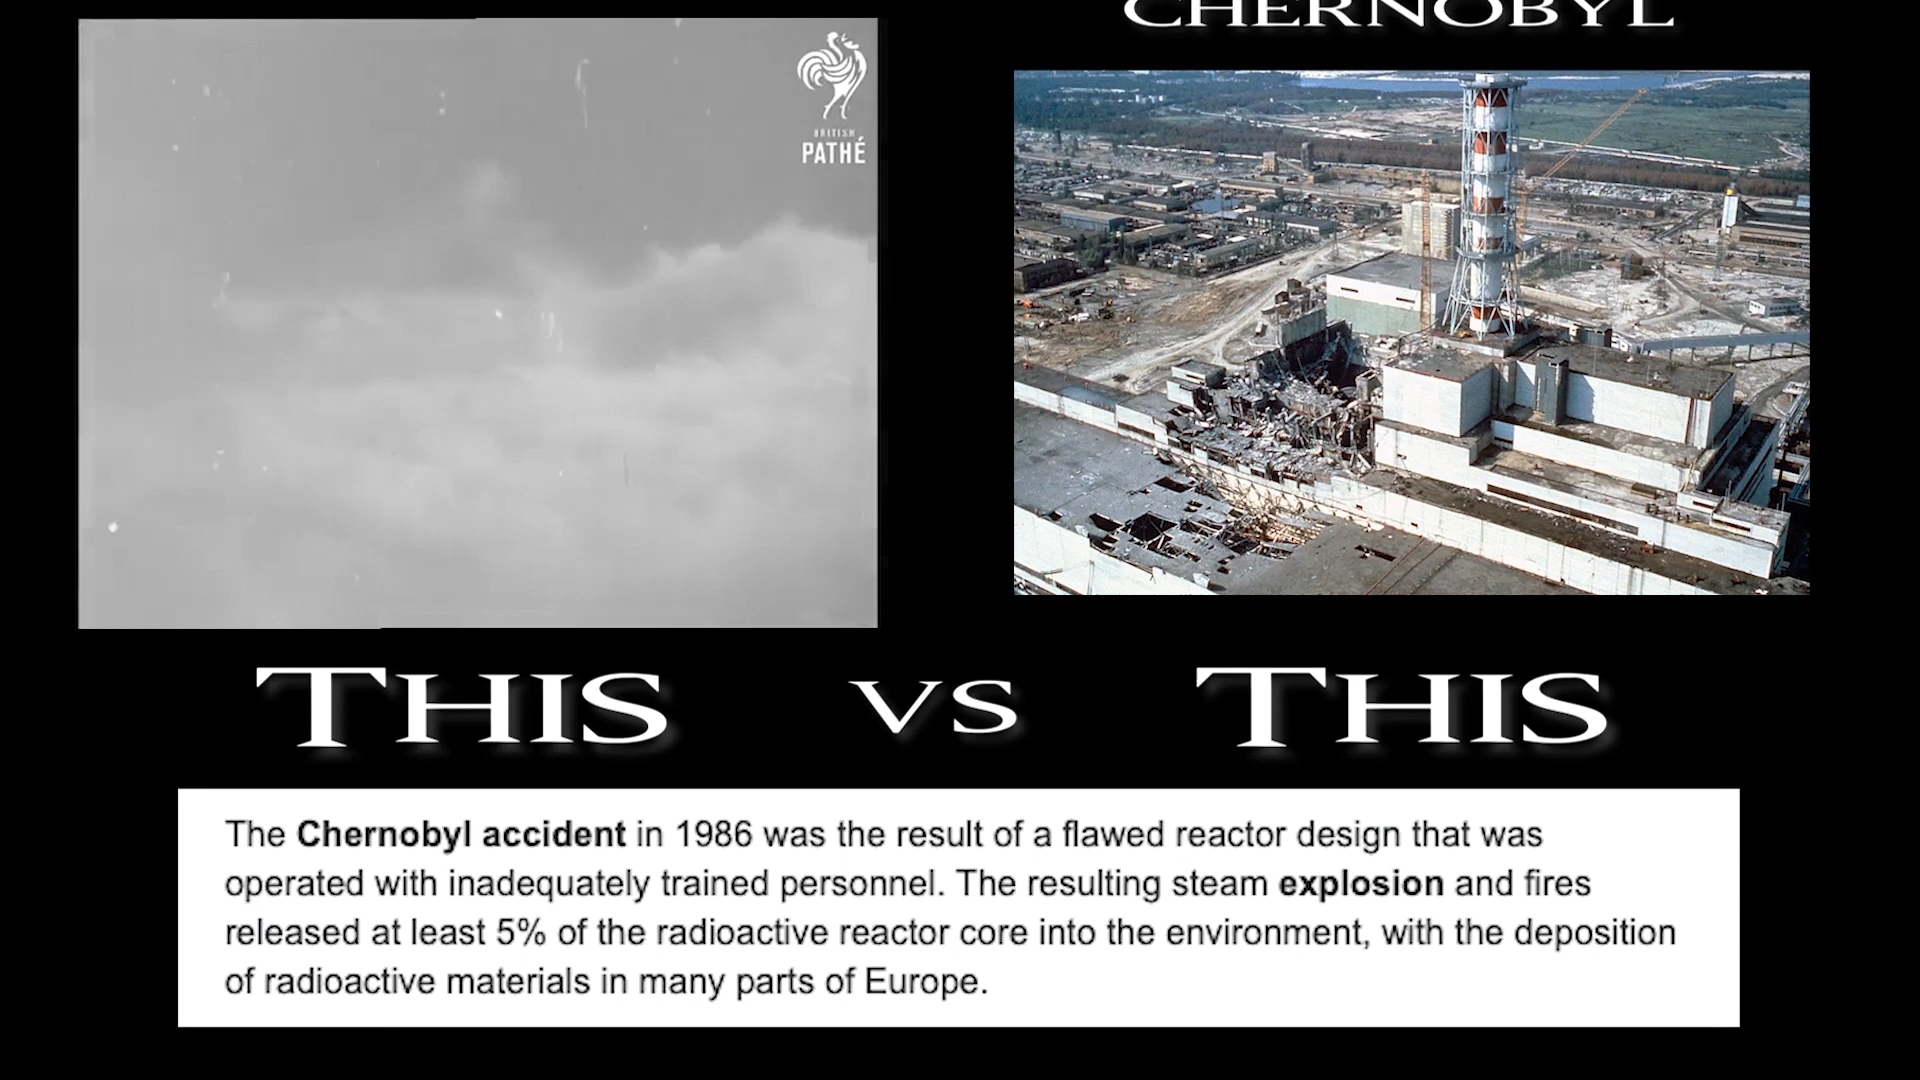 CHERNOBYL
BRITISH
PATHÉ
THIS VS THIS
The Chernobyl accident in 1986 was the result of a flawed reactor design that was
operated with inadequately trained personnel. The resulting steam explosion and fires
released at least 5% of the radioactive reactor core into the environment, with the deposition
of radioactive materials in many parts of Europe.